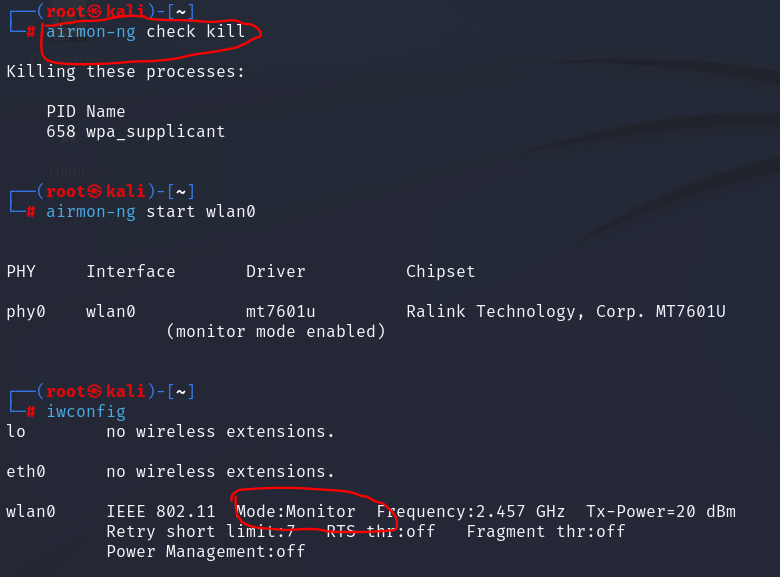 ┌──(root㉿kali)-[~]
└─# airmon-ng check kill
Killing these processes:
PID Name
658 wpa_supplicant
Home
┌──(root㉿kali)-[~]
└─# airmon-ng start wlan0
PHY Interface Driver Chipset
phy0 wlan0 mt7601u Ralink Technology, Corp. MT7601U
(monitor mode enabled)
┌──(root㉿kali)-[~]
└─# iwconfig
lo no wireless extensions.
eth0 no wireless extensions.
wlan0 IEEE 802.11 Mode:Monitor Frequency:2.457 GHz Tx-Power=20 dBm
Retry short limit:7 RTS thr:off Fragment thr:off
Power Management:off